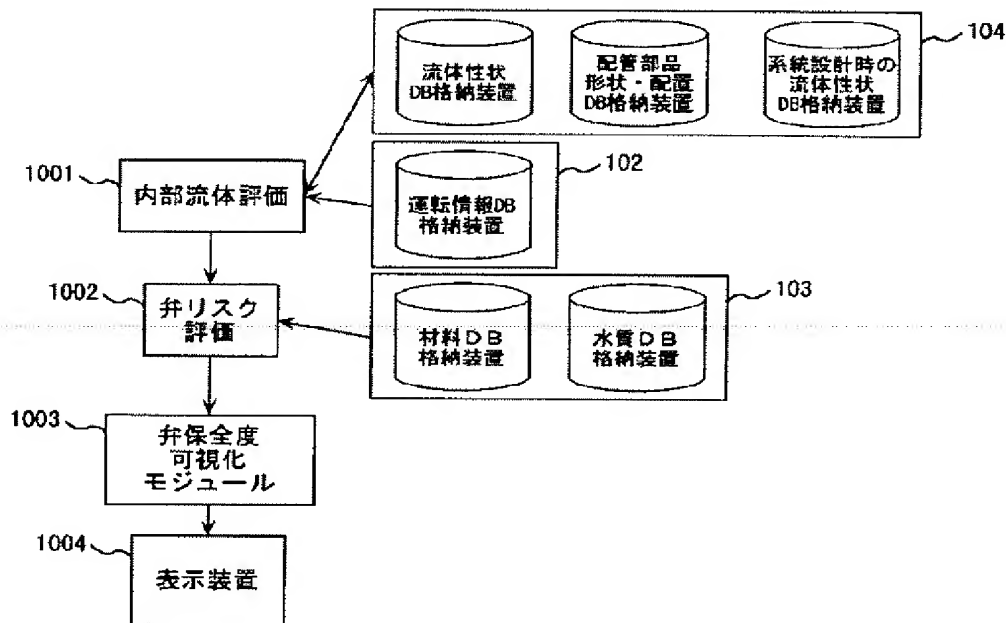 104
流体性状
DB格納装置
配管部品
形状・配置
DB格納装置
系統設計時の
流体性状
DB格納装置
1001
内部流体評価
102
運転情報DB
格納装置
1002
弁リスク
評価
103
材料DB
格納装置
水質DB
格納装置
1003
弁保全度
可視化
モジュール
1004
表示装置